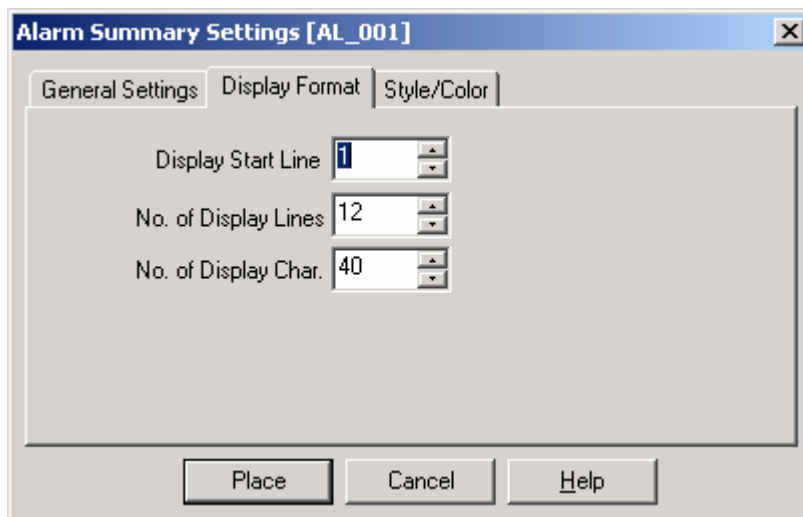 Alarm Summary Settings [AL_001]
General Settings Display Format Style/Color
Display Start Line 1
No. of Display Lines 12
No. of Display Char. 40
Place Cancel Help